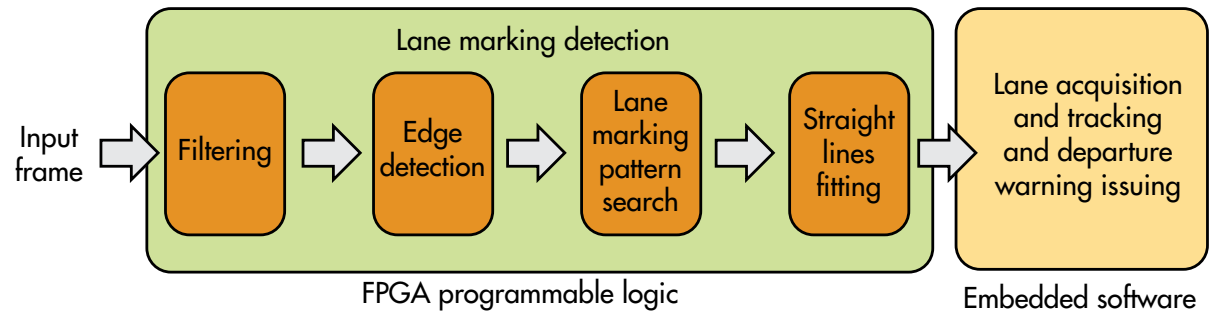 Lane marking detection
Input
frame
Filtering
Edge
detection
Lane
marking
pattern
search
Straight
lines
fitting
Lane acquisition
and tracking
and departure
warning issuing
FPGA programmable logic
Embedded software